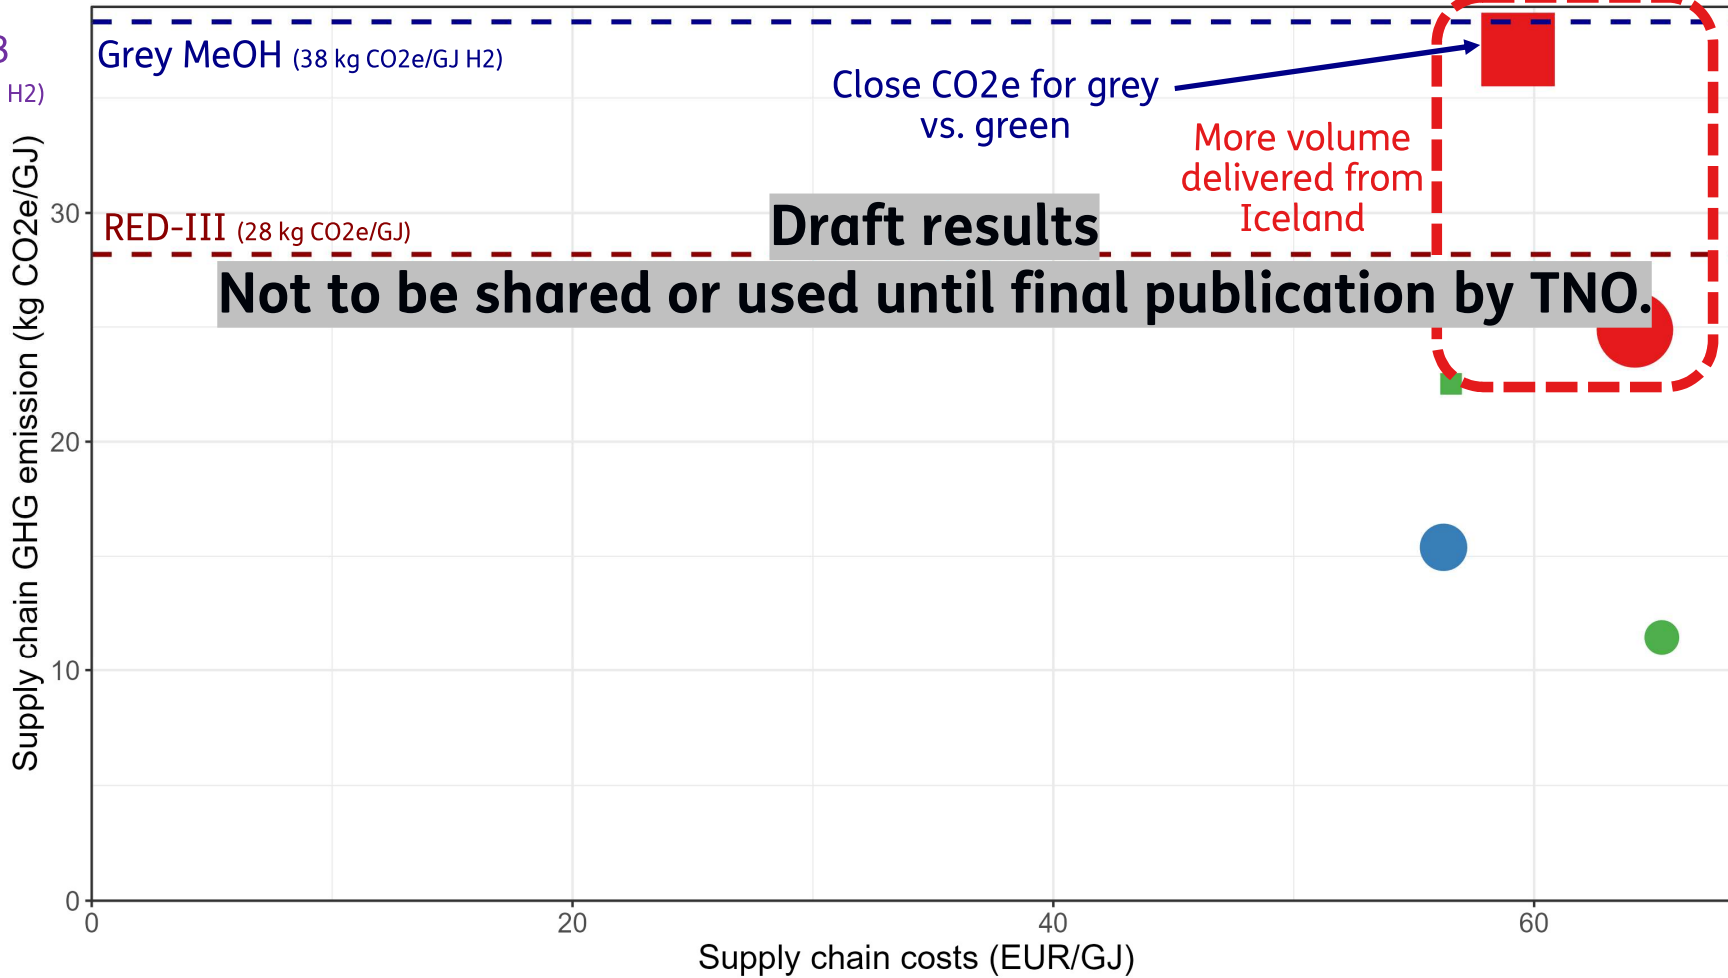 3
H2)
Grey MeOH (38 kg CO2e/GJ H2)
Close CO2e for grey
vs. green
More volume
delivered from
Iceland
RED-III (28 kg CO2e/GJ)
Draft results
Not to be shared or used until final publication by TNO.
Supply chain GHG emission (kg CO2e/GJ)
30
20
10
0
0 20 40 60
Supply chain costs (EUR/GJ)